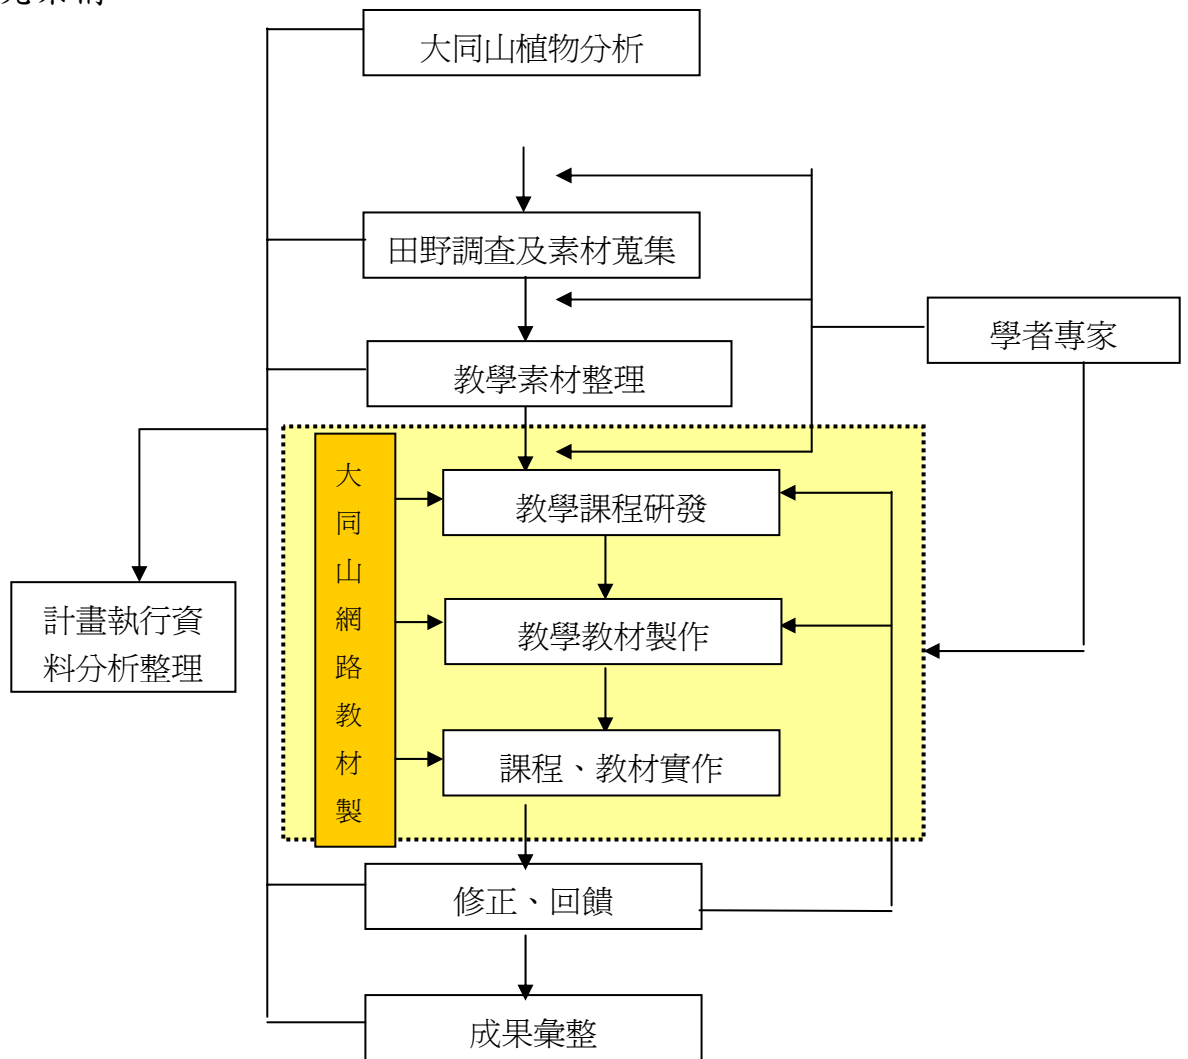 大同山植物分析
田野調查及素材蒐集
學者專家
教學素材整理
大同山網路教材製
教學課程研發
計畫執行資
料分析整理
教學教材製作
課程、教材實作
修正、回饋
成果彙整